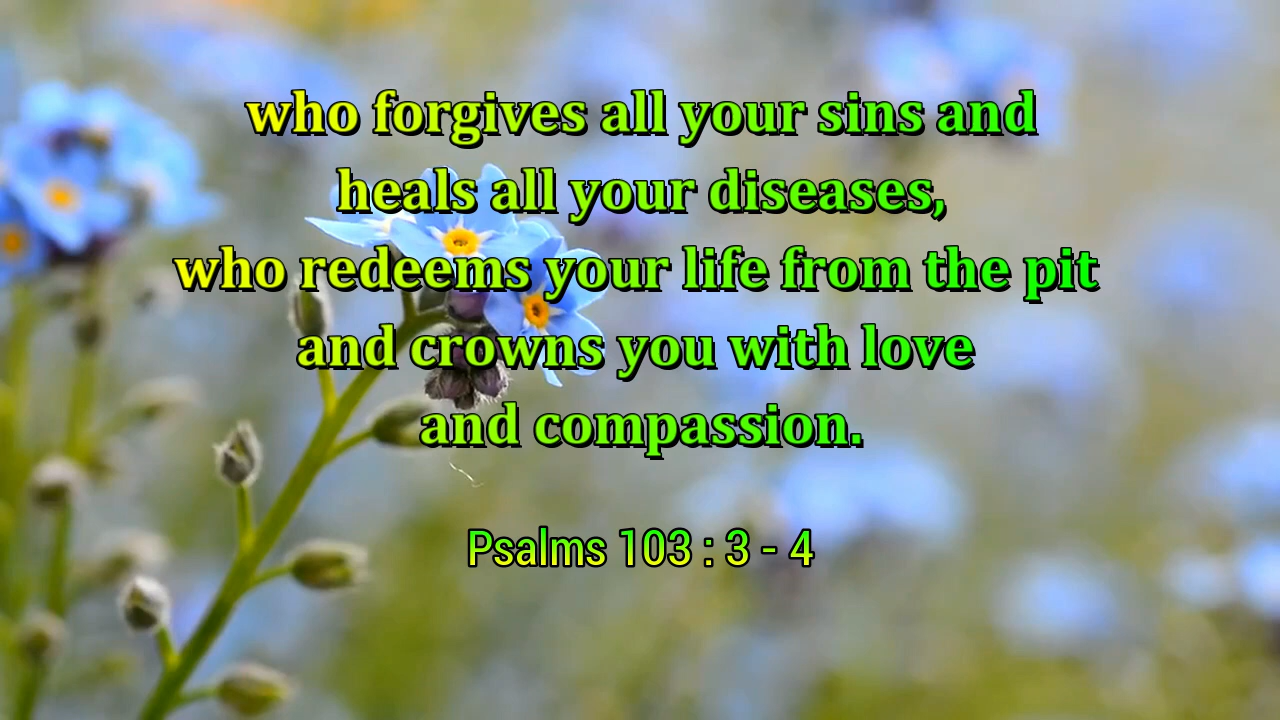 who forgives all your sins and
heals all your diseases,
who redeems your life from the pit
and crowns you with love
and compassion.
Psalms 103 : 3 - 4